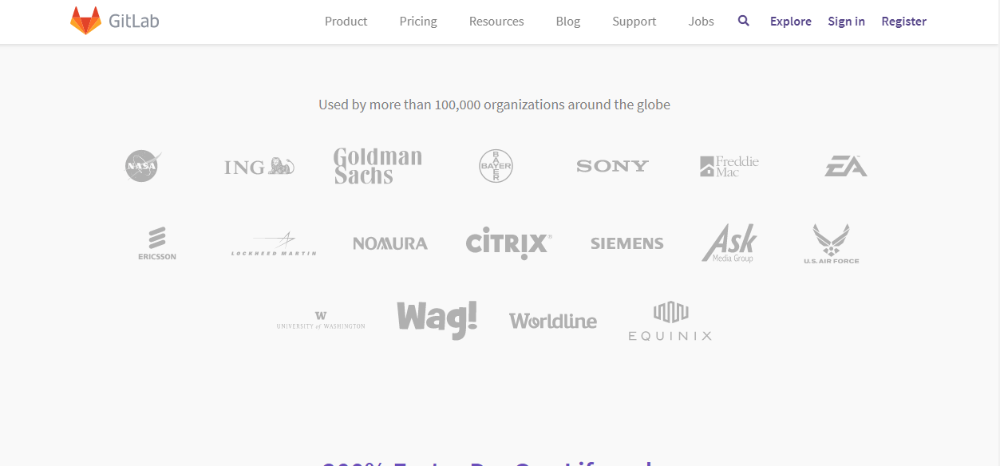 GitLab Product Pricing Resources Blog Support Jobs Explore Sign in Register
Used by more than 100,000 organizations around the globe
NASA
ING
Goldman
Sachs
BAYER
BAYER
SONY
Freddie
Mac
EA
ERICSSON
LOCKHEED MARTIN
NOMURA
CiTRIX®
SIEMENS
Ask
Media Group
U.S. AIR FORCE
W
UNIVERSITY of WASHINGTON
Wag!
Worldline
EQUINIX